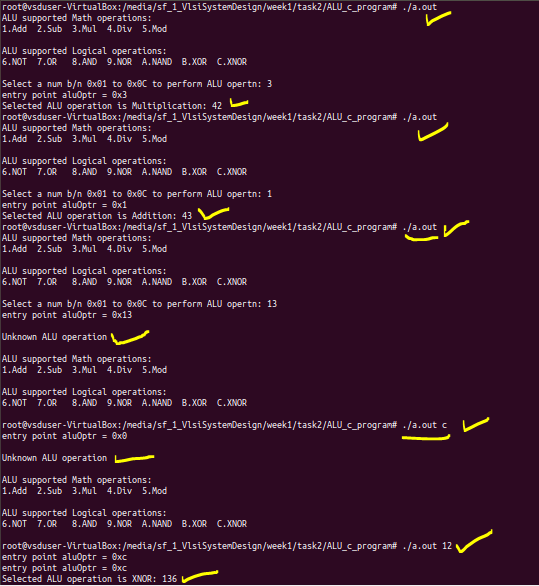 root@vsduser-VirtualBox:/media/sf_1_VlsiSystemDesign/week1/task2/ALU_c_program# ./a.out
ALU supported Math operations:
1.Add 2.Sub 3.Mul 4.Div 5.Mod
ALU supported Logical operations:
6.NOT 7.OR 8.AND 9.NOR A.NAND B.XOR C.XNOR
Select a num b/n 0x01 to 0x0C to perform ALU opertn: 3
entry point aluOptr = 0x3
Selected ALU operation is Multiplication: 42
root@vsduser-VirtualBox:/media/sf_1_VlsiSystemDesign/week1/task2/ALU_c_program# ./a.out
ALU supported Math operations:
1.Add 2.Sub 3.Mul 4.Div 5.Mod
ALU supported Logical operations:
6.NOT 7.OR 8.AND 9.NOR A.NAND B.XOR C.XNOR
Select a num b/n 0x01 to 0x0C to perform ALU opertn: 1
entry point aluOptr = 0x1
Selected ALU operation is Addition: 43
root@vsduser-VirtualBox:/media/sf_1_VlsiSystemDesign/week1/task2/ALU_c_program# ./a.out
ALU supported Math operations:
1.Add 2.Sub 3.Mul 4.Div 5.Mod
ALU supported Logical operations:
6.NOT 7.OR 8.AND 9.NOR A.NAND B.XOR C.XNOR
Select a num b/n 0x01 to 0x0C to perform ALU opertn: 13
entry point aluOptr = 0x13
Unknown ALU operation
ALU supported Math operations:
1.Add 2.Sub 3.Mul 4.Div 5.Mod
ALU supported Logical operations:
6.NOT 7.OR 8.AND 9.NOR A.NAND B.XOR C.XNOR
root@vsduser-VirtualBox:/media/sf_1_VlsiSystemDesign/week1/task2/ALU_c_program# ./a.out c
entry point aluOptr = 0x0
Unknown ALU operation
ALU supported Math operations:
1.Add 2.Sub 3.Mul 4.Div 5.Mod
ALU supported Logical operations:
6.NOT 7.OR 8.AND 9.NOR A.NAND B.XOR C.XNOR
root@vsduser-VirtualBox:/media/sf_1_VlsiSystemDesign/week1/task2/ALU_c_program# ./a.out 12
entry point aluOptr = 0xc
entry point aluOptr = 0xc
Selected ALU operation is XNOR: 136